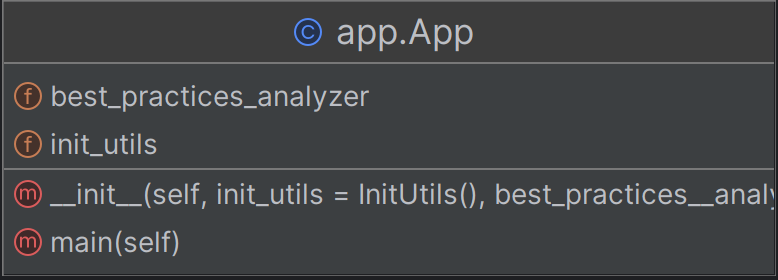 C app.App
f best_practices_analyzer
f init_utils
m __init__(self, init_utils = InitUtils(), best_practices__analy
m main(self)